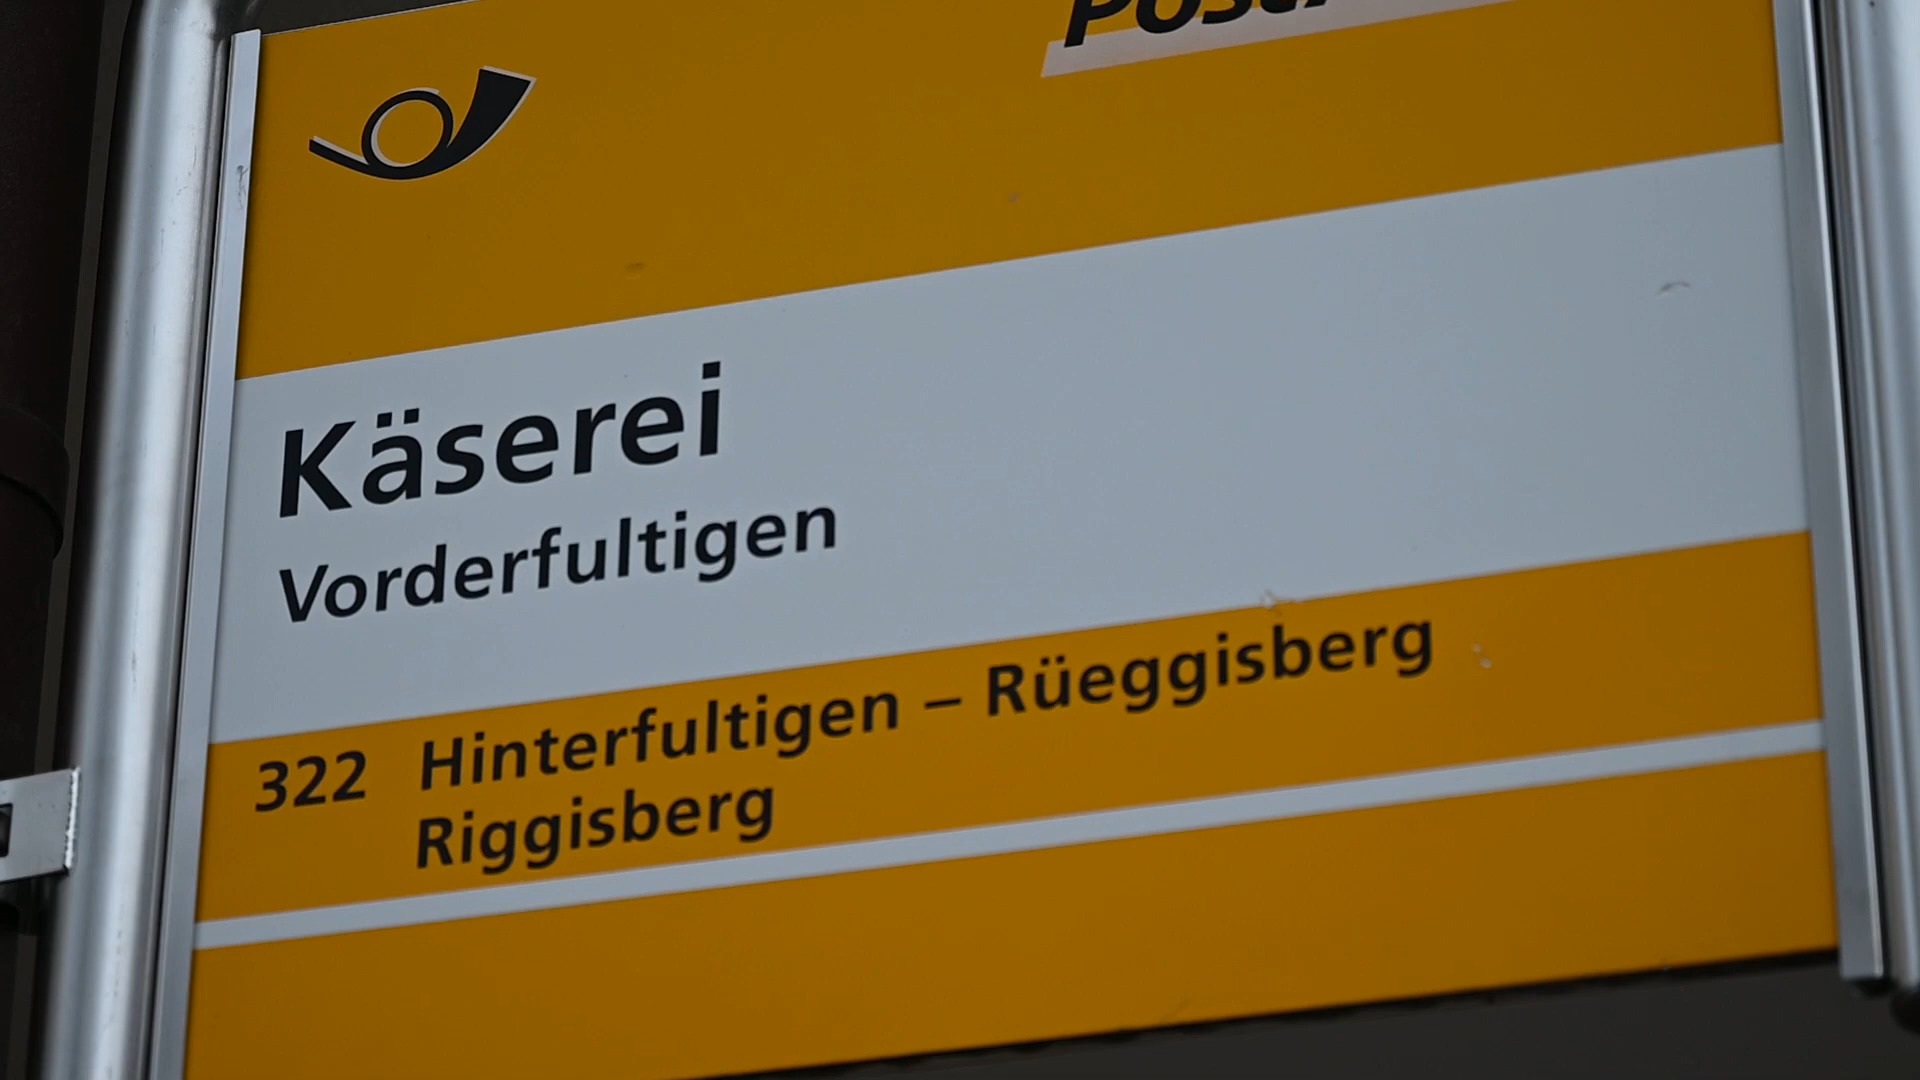 Käserei
Vorderfultigen
322 Hinterfultigen – Rüeggisberg
Riggisberg